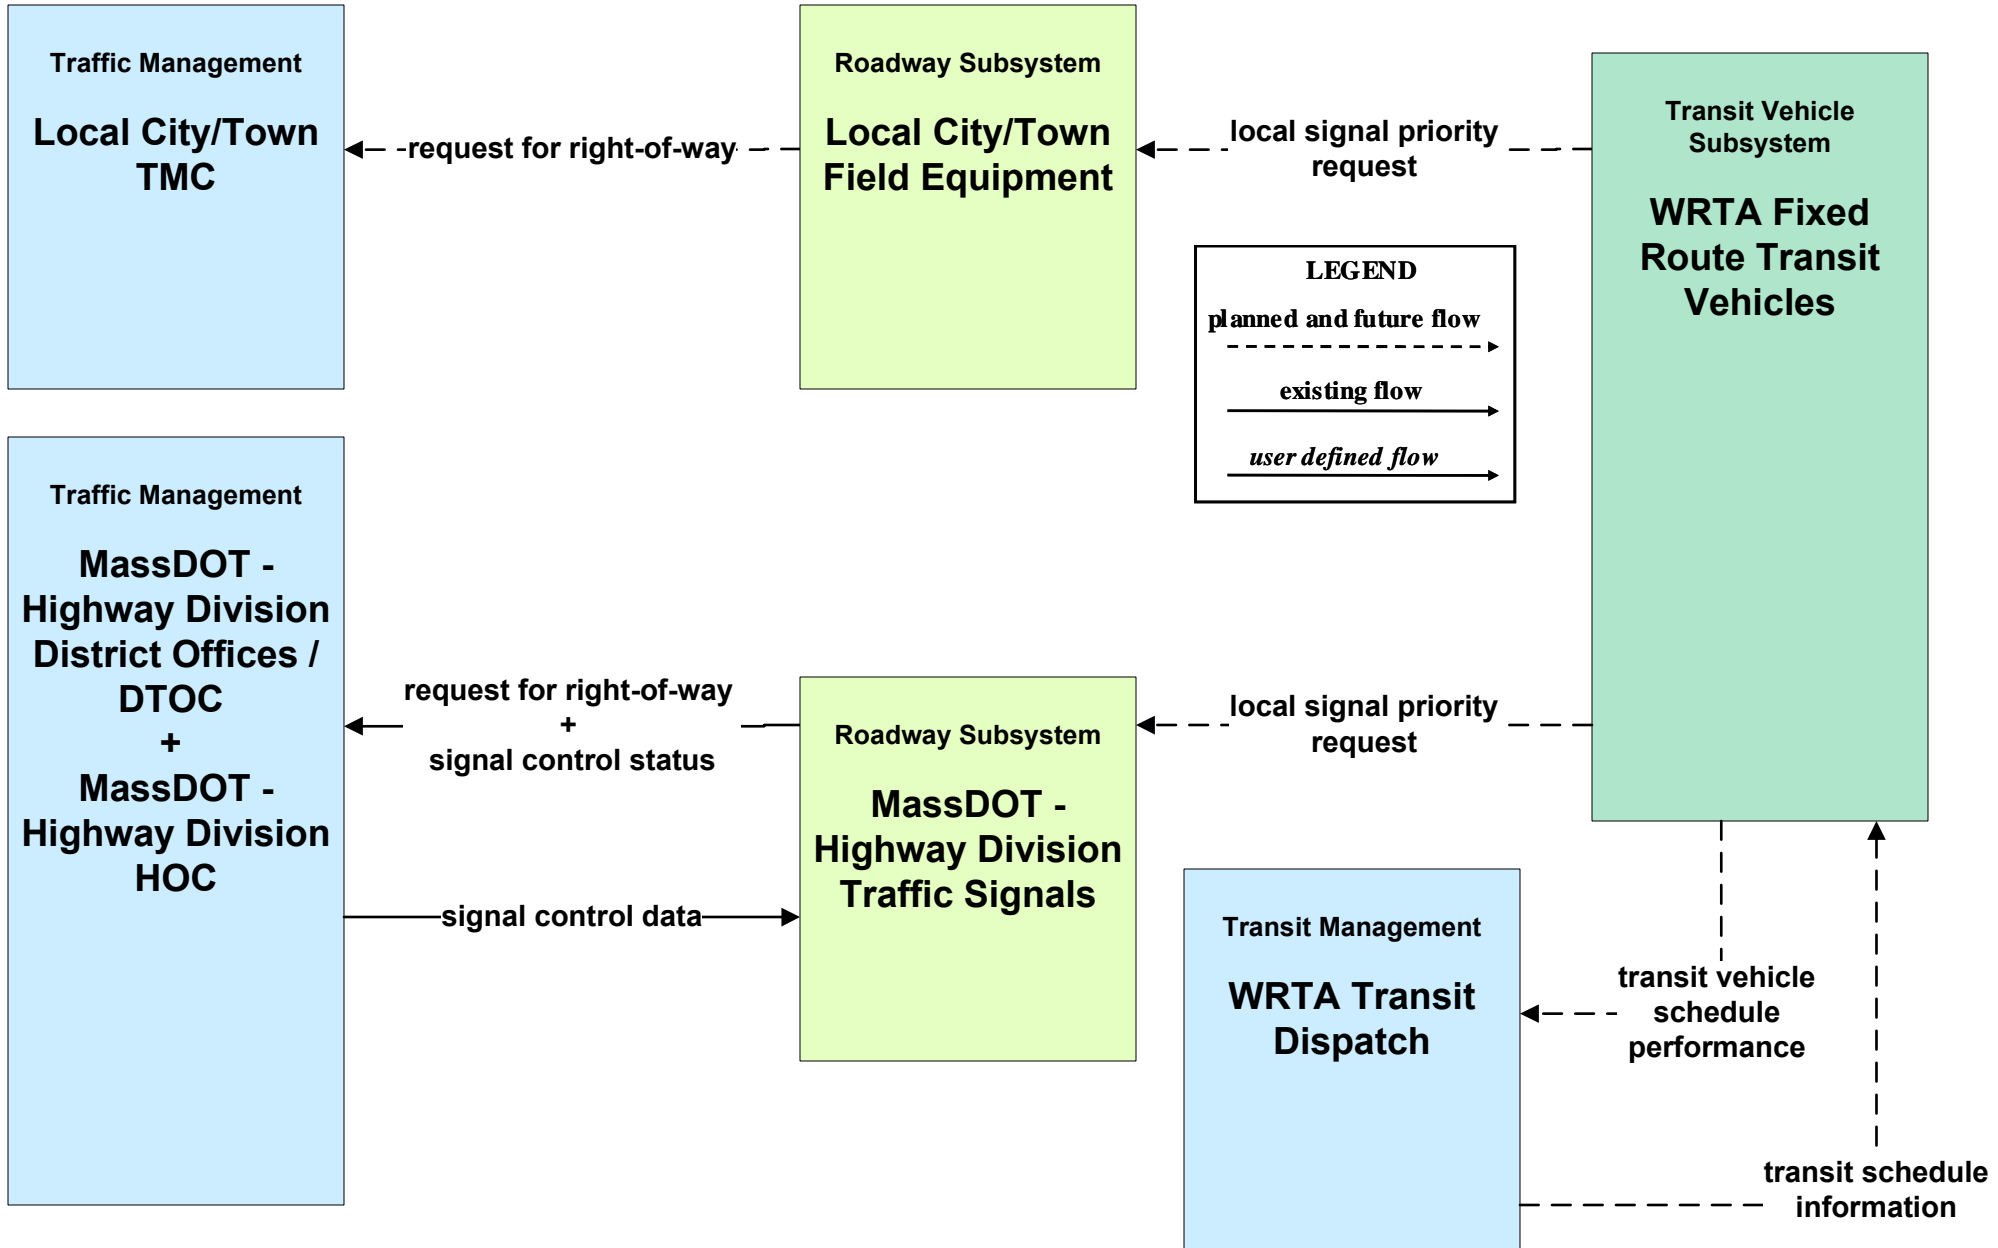 Traffic Management
Local City/Town
TMC
request for right-of-way
Roadway Subsystem
Local City/Town
Field Equipment
local signal priority
request
Transit Vehicle
Subsystem
WRTA Fixed
Route Transit
Vehicles
LEGEND
planned and future flow
existing flow
user defined flow
Traffic Management
MassDOT -
Highway Division
District Offices /
DTOC
+
MassDOT -
Highway Division
HOC
request for right-of-way
+
signal control status
signal control data
Roadway Subsystem
MassDOT -
Highway Division
Traffic Signals
local signal priority
request
Transit Management
WRTA Transit
Dispatch
transit vehicle
schedule
performance
transit schedule
information